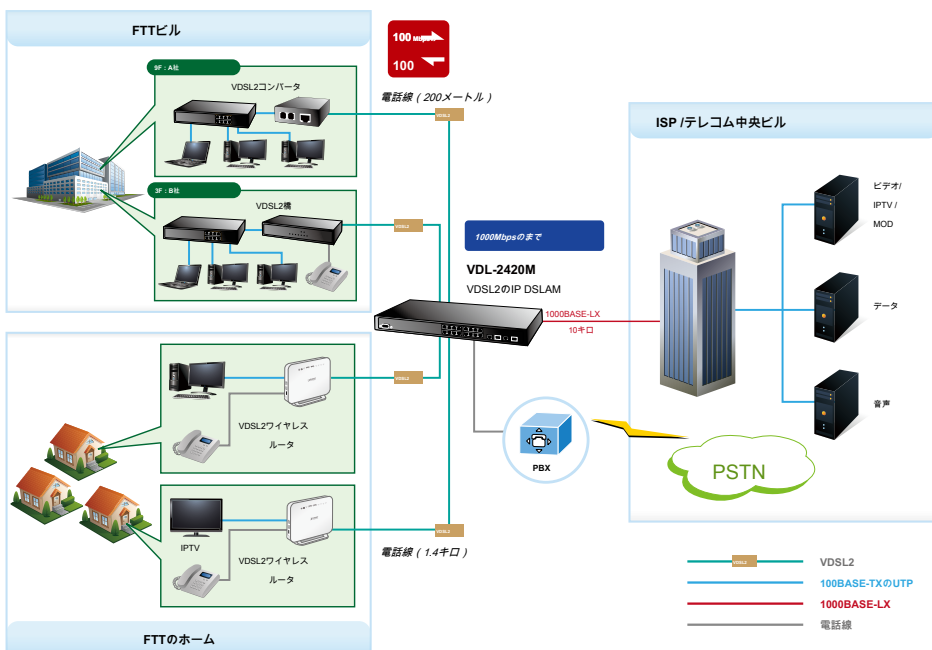 FTTビル
100 Mbps
100
9F：A社
VDSL2コンバータ
電話線（200メートル）
VDSL2
ISP /テレコム中央ビル
3F：B社
VDSL2橋
VDSL2
1000Mbpsのまで
VDL-2420M
VDSL2のIP DSLAM
1000BASE-LX
10キロ
ビデオ/
IPTV /
MOD
データ
音声
VDSL2
VDSL2ワイヤレス
ルータ
PBX
PSTN
IPTV
VDSL2ワイヤレス
ルータ
VDSL2
電話線（1.4キロ）
FTTのホーム
VDSL2
VDSL2
100BASE-TXのUTP
1000BASE-LX
電話線